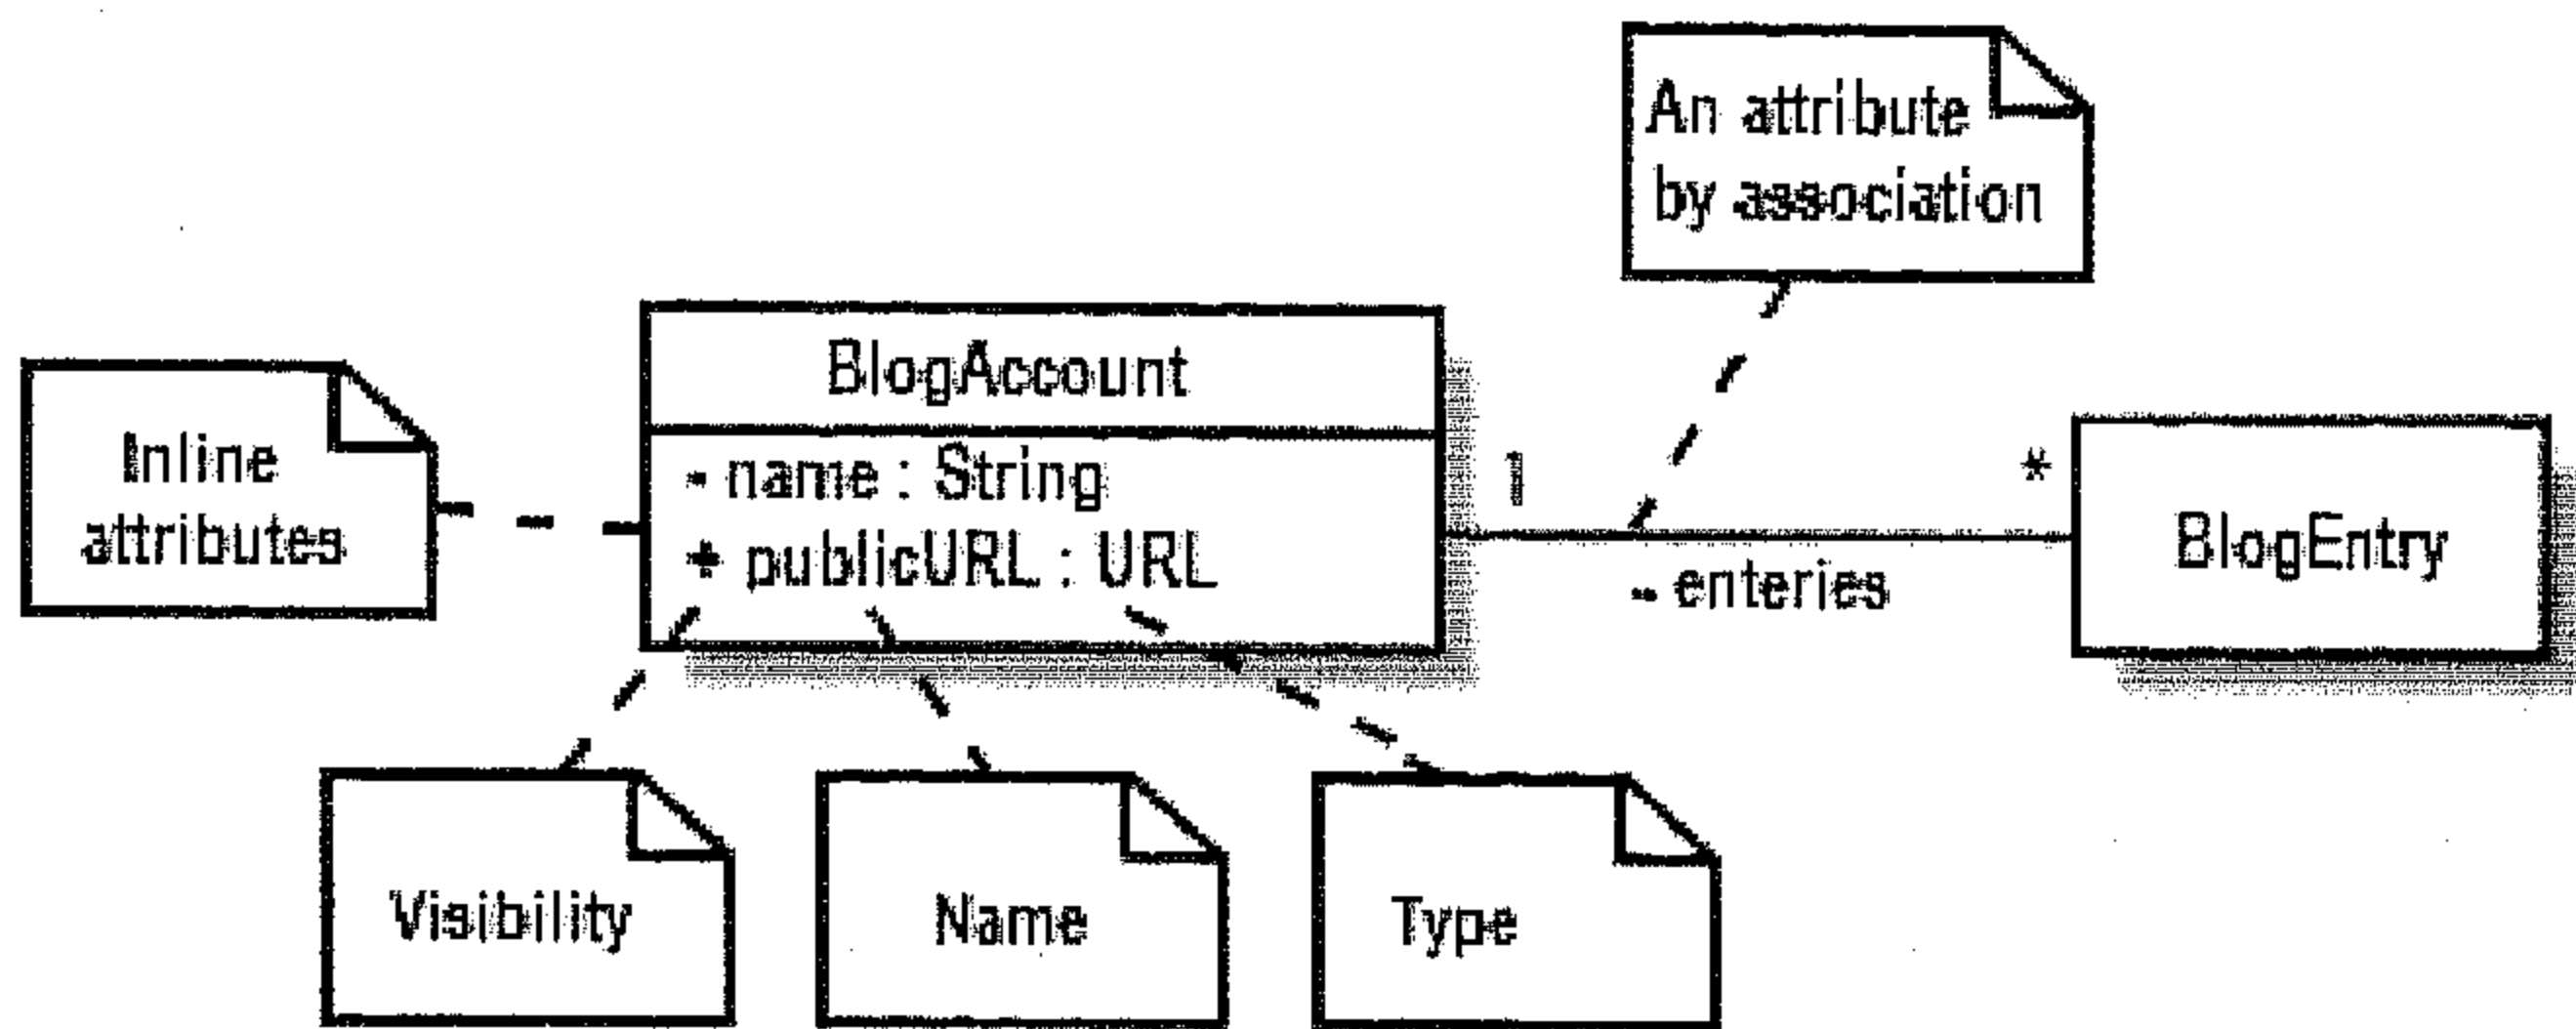 An attribute
by association
BlogAccount
Inline
attributes
- name : String
+ publicURL : URL
1
*
BlogEntry
- enteries
Visibility
Name
Type